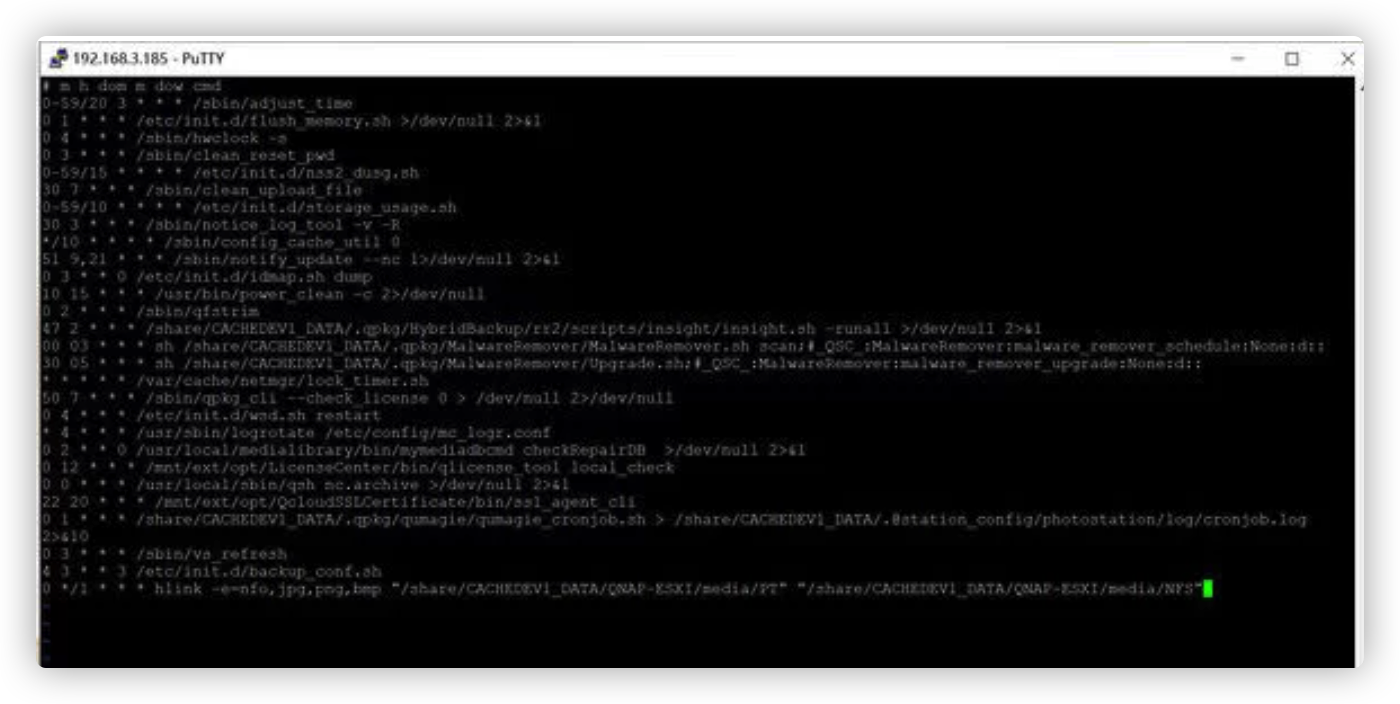 192.168.3.185 - PuTTY
# m h dom m dow cmd
0-59/20 3 * * * /sbin/adjust_time
0 1 * * * /etc/init.d/flush_memory.sh >/dev/null 2>&1
0 4 * * * /sbin/hwclock -s
0 3 * * * /sbin/clean_reset_pwd
0-59/15 * * * * /etc/init.d/nss2_dusg.sh
30 7 * * * /sbin/clean_upload_file
0-59/10 * * * * /etc/init.d/storage_usage.sh
30 3 * * * /sbin/notice_log_tool -v -R
*/10 * * * * /sbin/config_cache_util 0
51 9,21 * * * /sbin/notify_update --nc 1>/dev/null 2>&1
0 3 * * 0 /etc/init.d/idmap.sh dump
10 15 * * * /usr/bin/power_clean -c 2>/dev/null
0 2 * * * /sbin/qfstrim
47 2 * * * /share/CACHEDEV1_DATA/.qpkg/HybridBackup/rr2/scripts/insight/insight.sh -runall >/dev/null 2>&1
00 03 * * * sh /share/CACHEDEV1_DATA/.qpkg/MalwareRemover/MalwareRemover.sh scan;#_QSC_:MalwareRemover:malware_remover_schedule:None:d::
30 05 * * * sh /share/CACHEDEV1_DATA/.qpkg/MalwareRemover/Upgrade.sh;#_QSC_:MalwareRemover:malware_remover_upgrade:None:d::
* * * * * /var/cache/netmgr/lock_timer.sh
50 7 * * * /sbin/qpkg_cli --check_license 0 > /dev/null 2>/dev/null
0 4 * * * /etc/init.d/wsd.sh restart
* 4 * * * /usr/sbin/logrotate /etc/config/mc_logr.conf
0 2 * * 0 /usr/local/medialibrary/bin/mymediadbcmd checkRepairDB >/dev/null 2>&1
0 12 * * * /mnt/ext/opt/LicenseCenter/bin/qlicense_tool local_check
0 0 * * * /usr/local/sbin/qsh nc.archive >/dev/null 2>&1
22 20 * * * /mnt/ext/opt/QcloudSSLCertificate/bin/ssl_agent_cli
0 1 * * * /share/CACHEDEV1_DATA/.qpkg/qumagie/qumagie_cronjob.sh > /share/CACHEDEV1_DATA/.@station_config/photostation/log/cronjob.log
2>&10
0 3 * * * /sbin/vs_refresh
4 3 * * 3 /etc/init.d/backup_conf.sh
0 */1 * * * hlink -e=nfo,jpg,png,bmp "/share/CACHEDEV1_DATA/QNAP-ESXI/media/PT" "/share/CACHEDEV1_DATA/QNAP-ESXI/media/NFS"
~
~